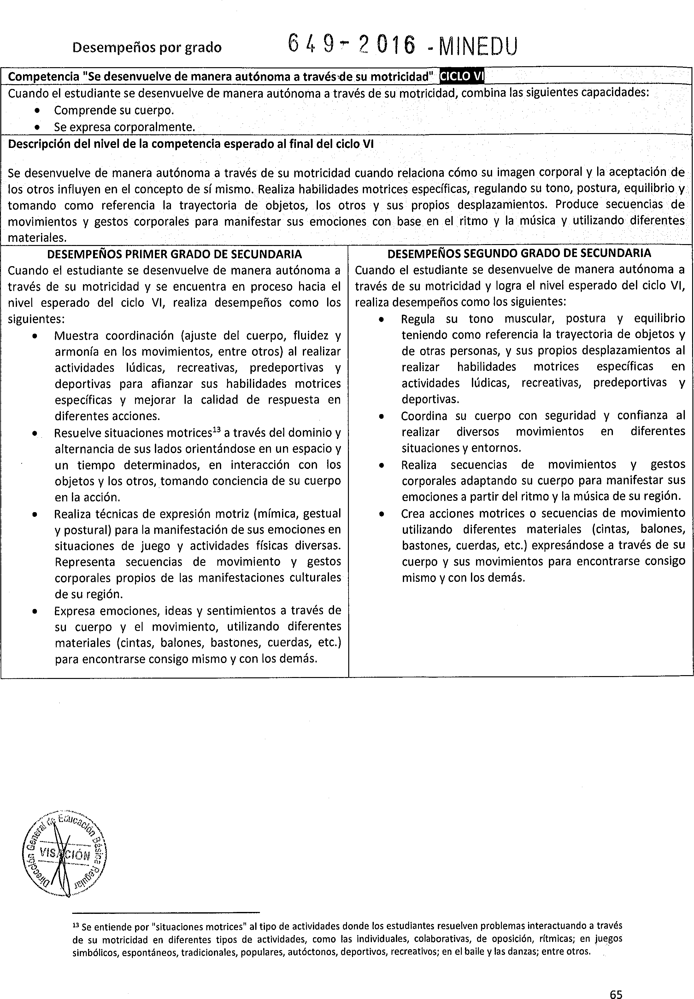 Desempeños por grado
649-2016 -MINEDU
Competencia "Se desenvuelve de manera autónoma a través de su motricidad" CICLO VI
Cuando el estudiante se desenvuelve de manera autónoma a través de su motricidad, combina las siguientes capacidades:
• Comprende su cuerpo.
• Se expresa corporalmente.
Descripción del nivel de la competencia esperado al final del ciclo VI
Se desenvuelve de manera autónoma a través de su motricidad cuando relaciona cómo su imagen corporal y la aceptación de
los otros influyen en el concepto de sí mismo. Realiza habilidades motrices específicas, regulando su tono, postura, equilibrio y
tomando como referencia la trayectoria de objetos, los otros y sus propios desplazamientos. Produce secuencias de
movimientos y gestos corporales para manifestar sus emociones con base en el ritmo y la música y utilizando diferentes
materiales.
DESEMPEÑOS PRIMER GRADO DE SECUNDARIA
Cuando el estudiante se desenvuelve de manera autónoma a
través de su motricidad y se encuentra en proceso hacia el
nivel esperado del ciclo VI, realiza desempeños como los
siguientes:
• Muestra coordinación (ajuste del cuerpo, fluidez y
armonía en los movimientos, entre otros) al realizar
actividades lúdicas, recreativas, predeportivas y
deportivas para afianzar sus habilidades motrices
específicas y mejorar la calidad de respuesta en
diferentes acciones.
• Resuelve situaciones motrices¹³ a través del dominio y
alternancia de sus lados orientándose en un espacio y
un tiempo determinados, en interacción con los
objetos y los otros, tomando conciencia de su cuerpo
en la acción.
• Realiza técnicas de expresión motriz (mímica, gestual
y postural) para la manifestación de sus emociones en
situaciones de juego y actividades físicas diversas.
Representa secuencias de movimiento y gestos
corporales propios de las manifestaciones culturales
de su región.
• Expresa emociones, ideas y sentimientos a través de
su cuerpo y el movimiento, utilizando diferentes
materiales (cintas, balones, bastones, cuerdas, etc.)
para encontrarse consigo mismo y con los demás.
DESEMPEÑOS SEGUNDO GRADO DE SECUNDARIA
Cuando el estudiante se desenvuelve de manera autónoma a
través de su motricidad y logra el nivel esperado del ciclo VI,
realiza desempeños como los siguientes:
• Regula su tono muscular, postura y equilibrio
teniendo como referencia la trayectoria de objetos y
de otras personas, y sus propios desplazamientos al
realizar habilidades motrices específicas en
actividades lúdicas, recreativas, predeportivas y
deportivas.
• Coordina su cuerpo con seguridad y confianza al
realizar diversos movimientos en diferentes
situaciones y entornos.
• Realiza secuencias de movimientos y gestos
corporales adaptando su cuerpo para manifestar sus
emociones a partir del ritmo y la música de su región.
• Crea acciones motrices o secuencias de movimiento
utilizando diferentes materiales (cintas, balones,
bastones, cuerdas, etc.) expresándose a través de su
cuerpo y sus movimientos para encontrarse consigo
mismo y con los demás.
Dirección General de Educación Básica Regular
VISACIÓN
¹³ Se entiende por "situaciones motrices" al tipo de actividades donde los estudiantes resuelven problemas interactuando a través
de su motricidad en diferentes tipos de actividades, como las individuales, colaborativas, de oposición, rítmicas; en juegos
simbólicos, espontáneos, tradicionales, populares, autóctonos, deportivos, recreativos; en el baile y las danzas; entre otros.
65